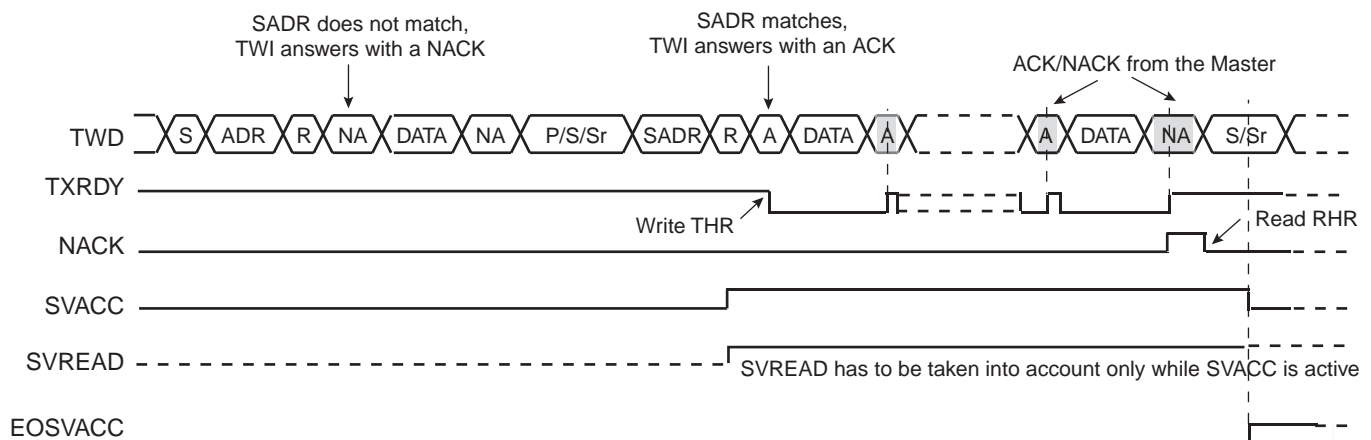 SADR does not match,
TWI answers with a NACK
SADR matches,
TWI answers with an ACK
ACK/NACK from the Master
TWD S ADR R NA DATA NA P/S/Sr SADR R A DATA A A DATA NA S/Sr
TXRDY
Write THR
Read RHR
NACK
SVACC
SVREAD
SVREAD has to be taken into account only while SVACC is active
EOSVACC